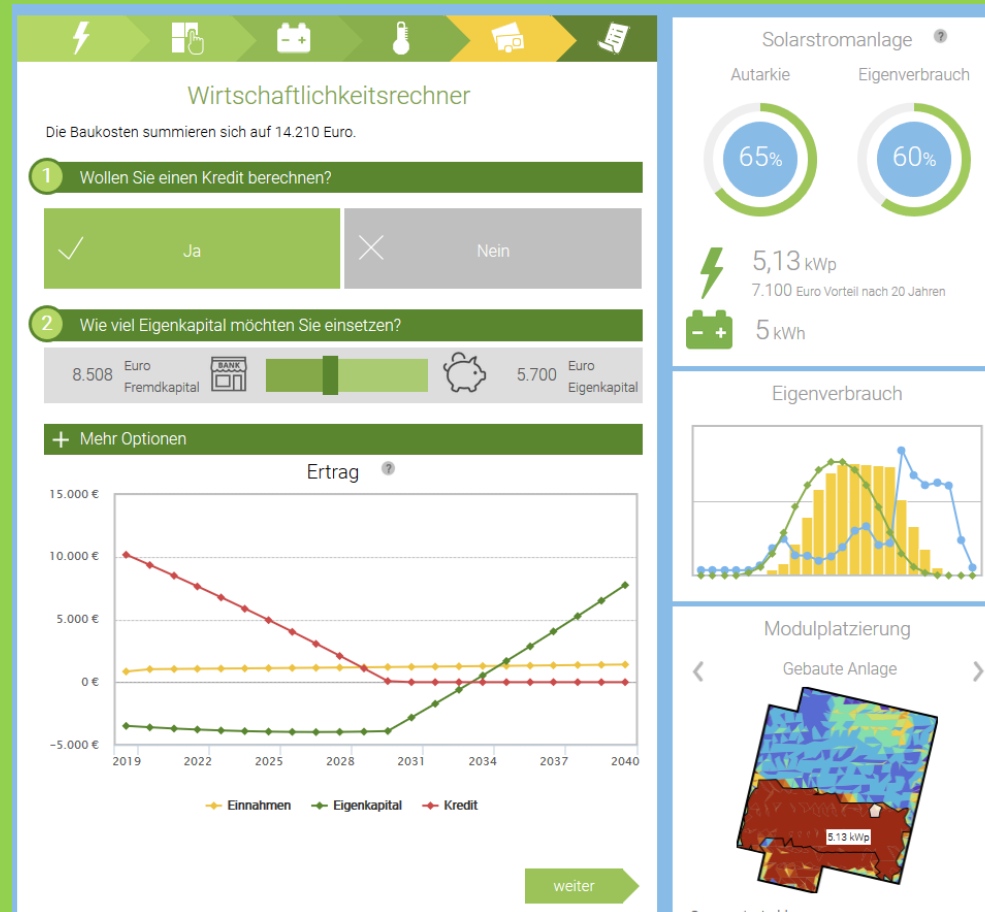 Wirtschaftlichkeitsrechner
Die Baukosten summieren sich auf 14.210 Euro.
1 Wollen Sie einen Kredit berechnen?
Ja
Nein
2 Wie viel Eigenkapital möchten Sie einsetzen?
8.508 Euro Fremdkapital
BANK
5.700 Euro Eigenkapital
+ Mehr Optionen
Ertrag ?
15.000 €
10.000 €
5.000 €
0 €
-5.000 €
2019 2022 2025 2028 2031 2034 2037 2040
Einnahmen Eigenkapital Kredit
weiter
Solarstromanlage ?
Autarkie Eigenverbrauch
65% 60%
5,13 kWp
7.100 Euro Vorteil nach 20 Jahren
- + 5 kWh
Eigenverbrauch
Modulplatzierung
Gebaute Anlage
5.13 kWp